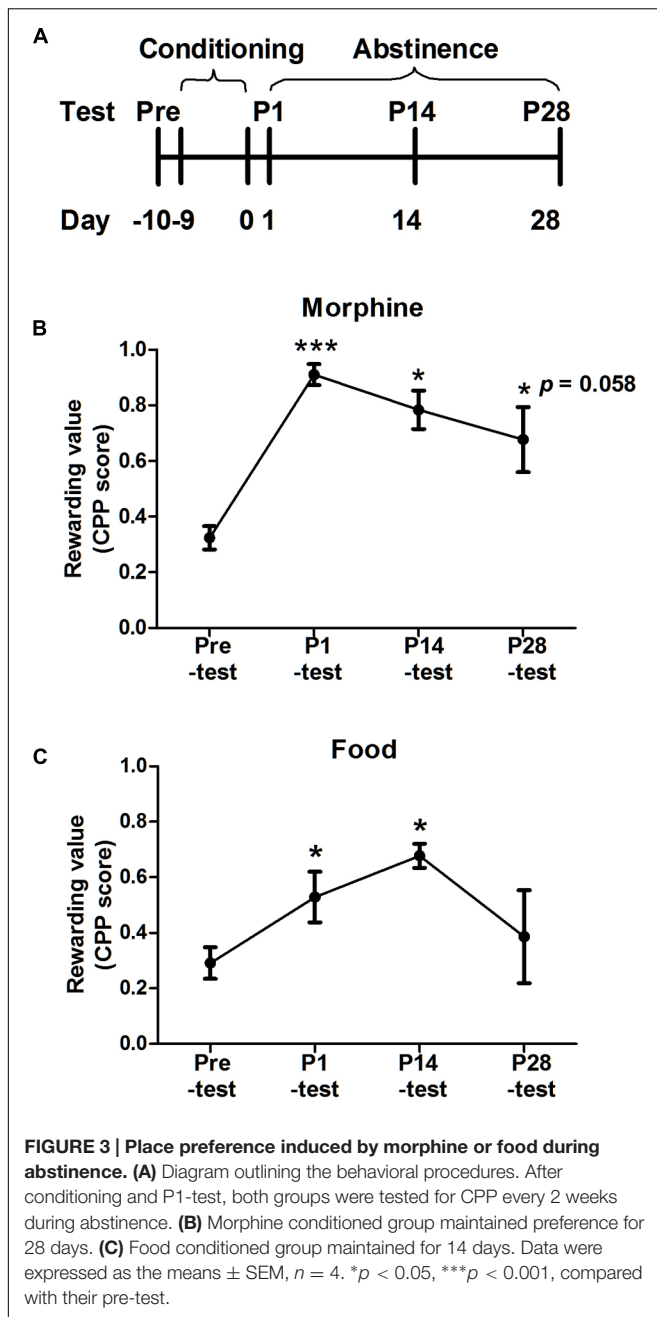 A
Conditioning Abstinence
Test Pre P1 P14 P28
Day -10-9 0 1 14 28
B
Morphine
Rewarding value
(CPP score)
1.0
0.8
0.6
0.4
0.2
0.0
***
*
* p = 0.058
Pre P1 P14 P28
-test -test -test -test
C
Food
Rewarding value
(CPP score)
1.0
0.8
0.6
0.4
0.2
0.0
*
*
Pre P1 P14 P28
-test -test -test -test
FIGURE 3 | Place preference induced by morphine or food during
abstinence. (A) Diagram outlining the behavioral procedures. After
conditioning and P1-test, both groups were tested for CPP every 2 weeks
during abstinence. (B) Morphine conditioned group maintained preference for
28 days. (C) Food conditioned group maintained for 14 days. Data were
expressed as the means ± SEM, n = 4. *p < 0.05, ***p < 0.001, compared
with their pre-test.